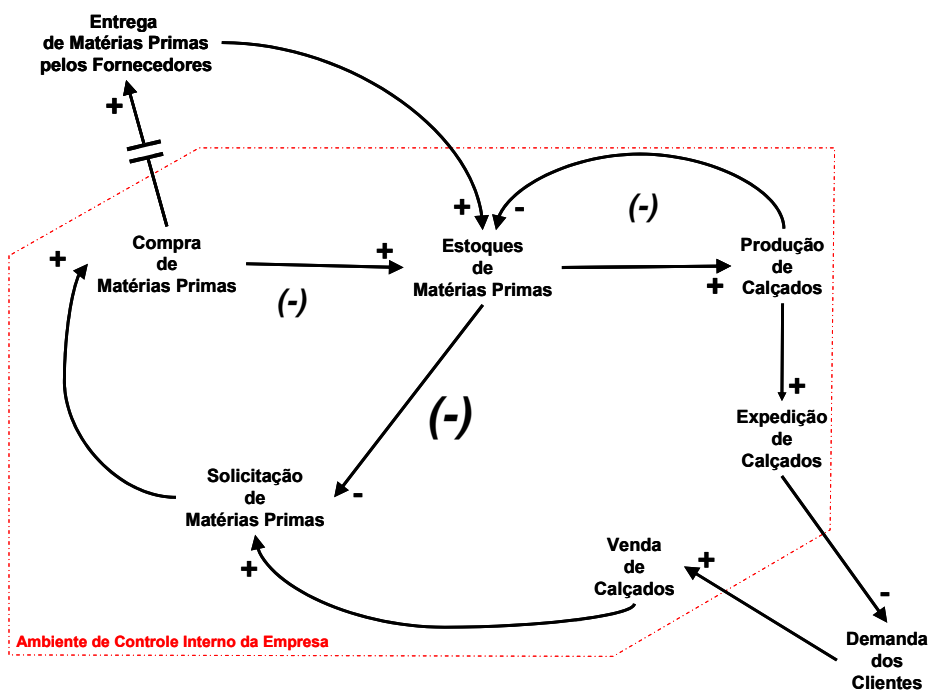 Entrega
de Matérias Primas
pelos Fornecedores
+
+
-
(-)
Compra
de
Matérias Primas
+
+
(-)
Estoques
de
Matérias Primas
+
Produção
de
Calçados
+
(-)
Expedição
de
Calçados
Solicitação
de
Matérias Primas
-
+
Venda
de
Calçados
+
-
Ambiente de Controle Interno da Empresa
Demanda
dos
Clientes